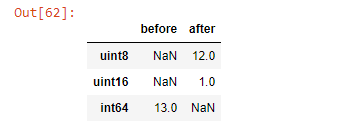 Out[62]:
before after
uint8 NaN 12.0
uint16 NaN 1.0
int64 13.0 NaN